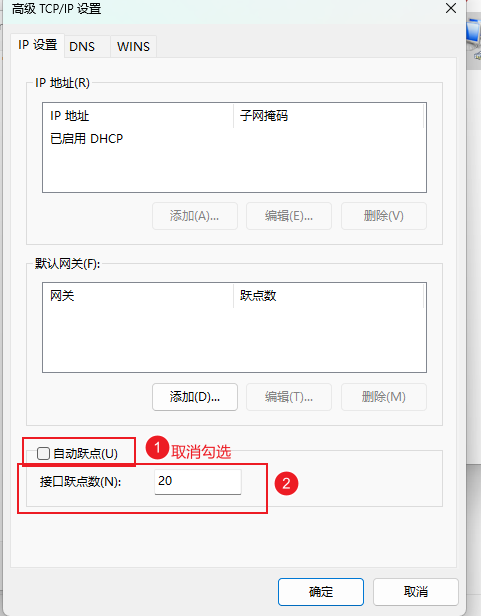 高级 TCP/IP 设置
IP 设置 DNS WINS
IP 地址(R)
IP 地址 子网掩码
已启用 DHCP
添加(A)... 编辑(E)... 删除(V)
默认网关(F):
网关 跃点数
添加(D)... 编辑(T)... 删除(M)
自动跃点(U) 1 取消勾选
接口跃点数(N): 20 2
确定 取消